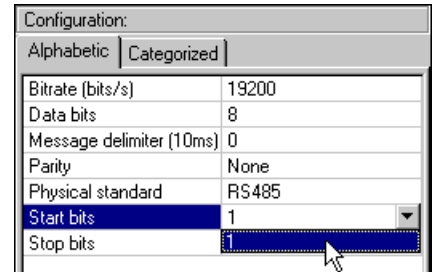 Configuration:
Alphabetic Categorized
Bitrate (bits/s) 19200
Data bits 8
Message delimiter (10ms) 0
Parity None
Physical standard RS485
Start bits 1
Stop bits 1